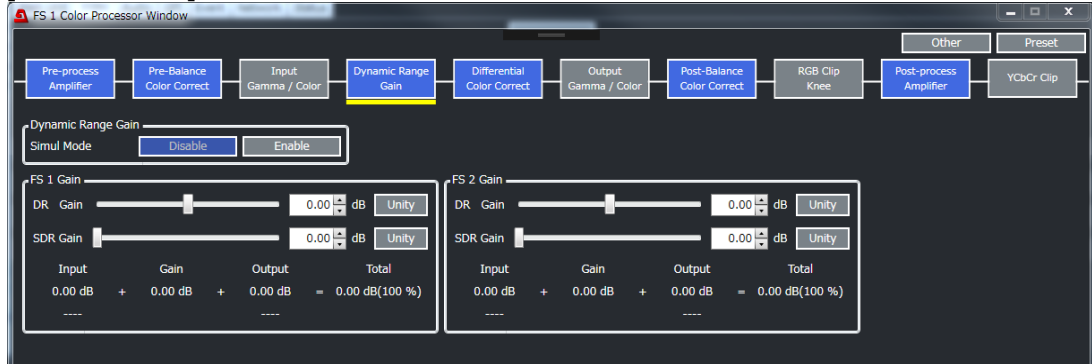 FS 1 Color Processor Window
Other Preset
Pre-process Amplifier
Pre-Balance Color Correct
Input Gamma / Color
Dynamic Range Gain
Differential Color Correct
Output Gamma / Color
Post-Balance Color Correct
RGB Clip Knee
Post-process Amplifier
YCbCr Clip
Dynamic Range Gain
Simul Mode Disable Enable
FS 1 Gain
DR Gain 0.00 dB Unity
SDR Gain 0.00 dB Unity
Input Gain Output Total
0.00 dB + 0.00 dB + 0.00 dB = 0.00 dB(100 %)
---- ----
FS 2 Gain
DR Gain 0.00 dB Unity
SDR Gain 0.00 dB Unity
Input Gain Output Total
0.00 dB + 0.00 dB + 0.00 dB = 0.00 dB(100 %)
---- ----